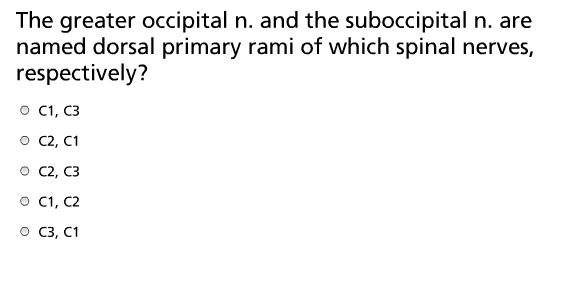 The greater occipital n. and the suboccipital n. are
named dorsal primary rami of which spinal nerves,
respectively?
C1, C3
C2, C1
C2, C3
C1, C2
C3, C1